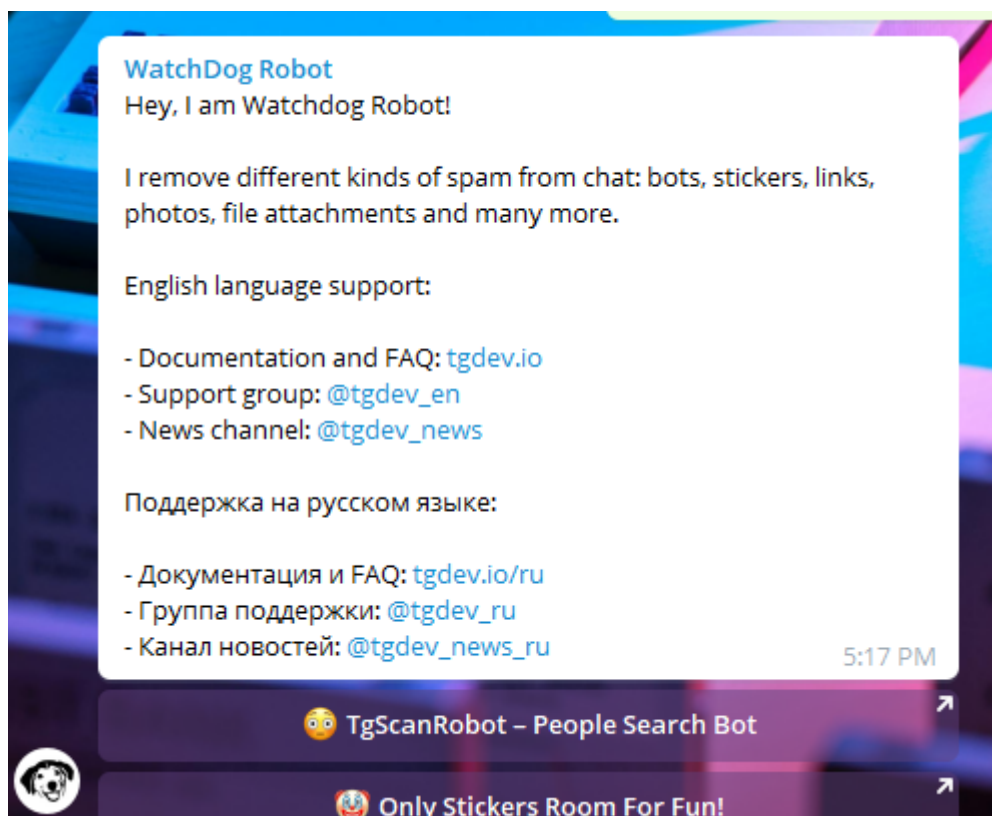 WatchDog Robot
Hey, I am Watchdog Robot!
I remove different kinds of spam from chat: bots, stickers, links,
photos, file attachments and many more.
English language support:
- Documentation and FAQ: tgdev.io
- Support group: @tgdev_en
- News channel: @tgdev_news
Поддержка на русском языке:
- Документация и FAQ: tgdev.io/ru
- Группа поддержки: @tgdev_ru
- Канал новостей: @tgdev_news_ru
5:17 PM
😳 TgScanRobot – People Search Bot
🤡 Only Stickers Room For Fun!